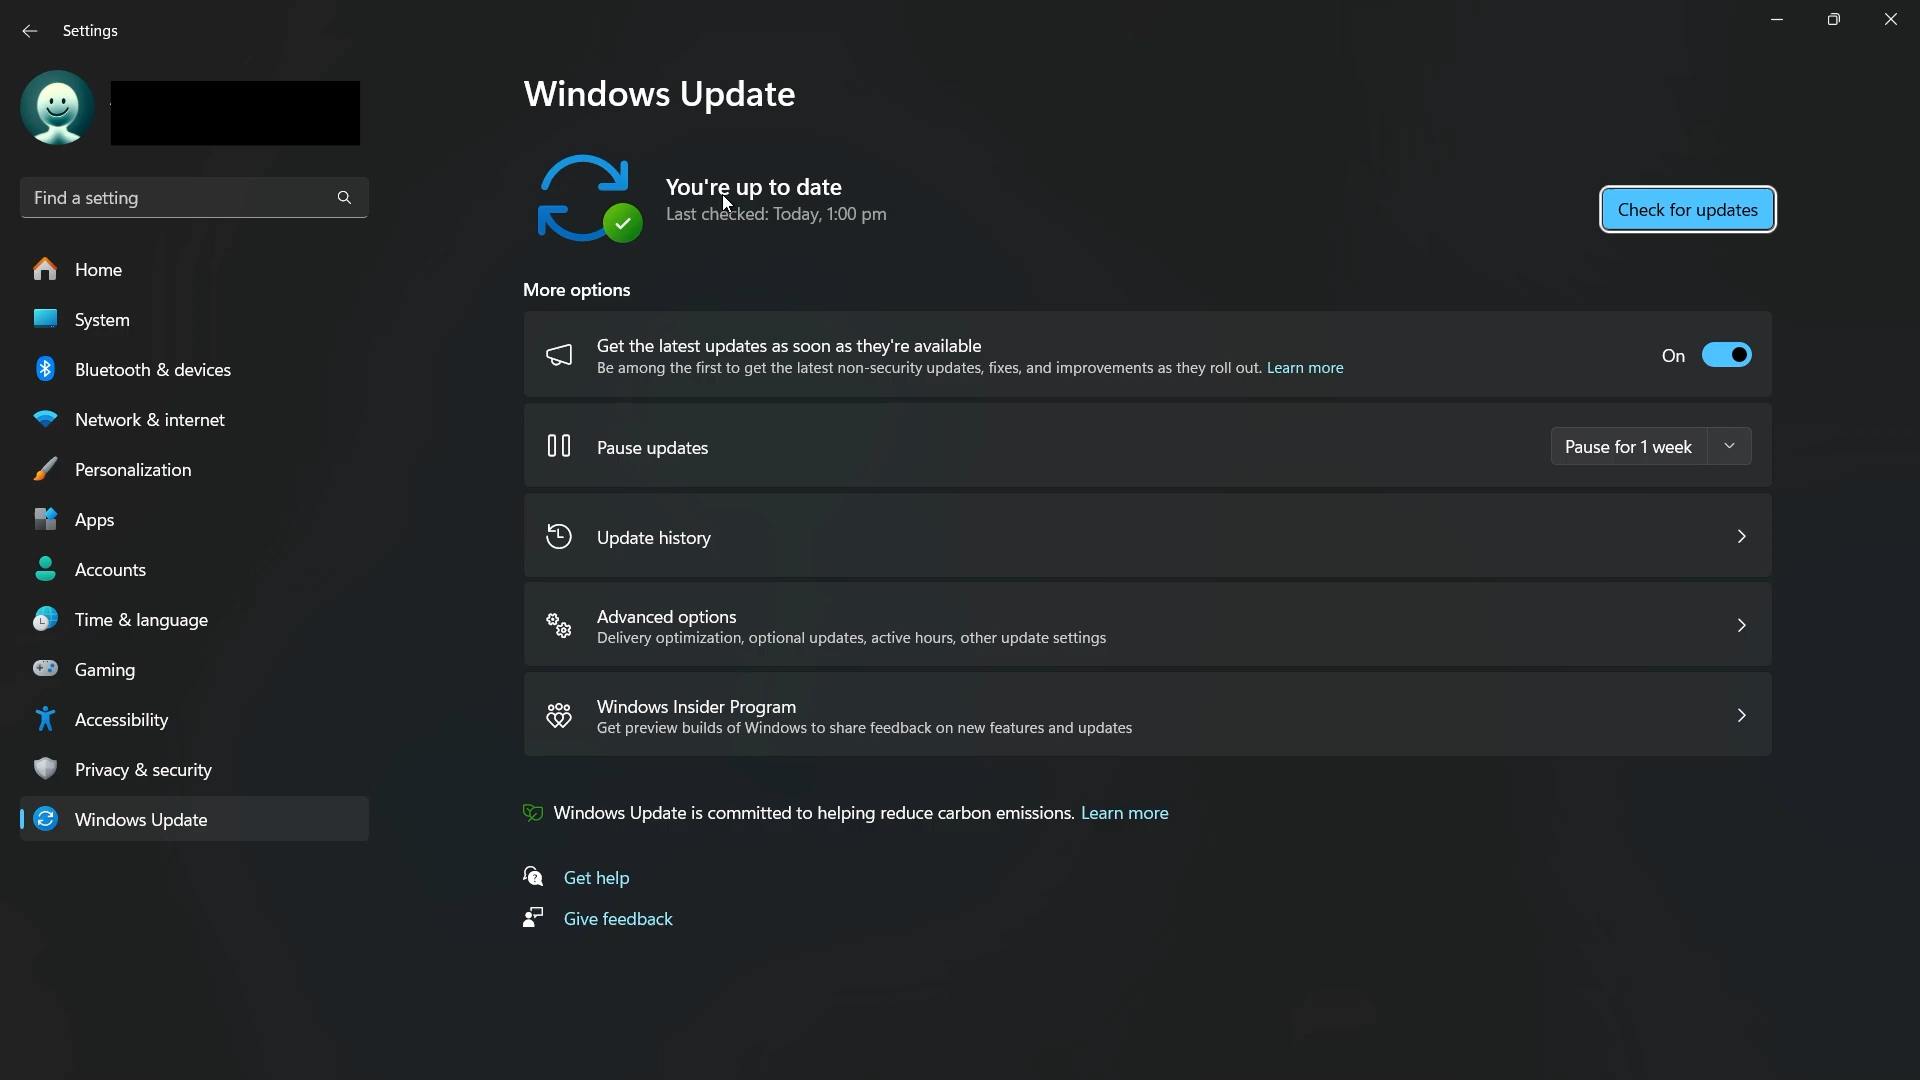 Settings
Find a setting
Home
System
Bluetooth & devices
Network & internet
Personalization
Apps
Accounts
Time & language
Gaming
Accessibility
Privacy & security
Windows Update
Windows Update
You're up to date
Last checked: Today, 1:00 pm
Check for updates
More options
Get the latest updates as soon as they're available
Be among the first to get the latest non-security updates, fixes, and improvements as they roll out. Learn more
On
Pause updates
Pause for 1 week
Update history
Advanced options
Delivery optimization, optional updates, active hours, other update settings
Windows Insider Program
Get preview builds of Windows to share feedback on new features and updates
Windows Update is committed to helping reduce carbon emissions. Learn more
Get help
Give feedback